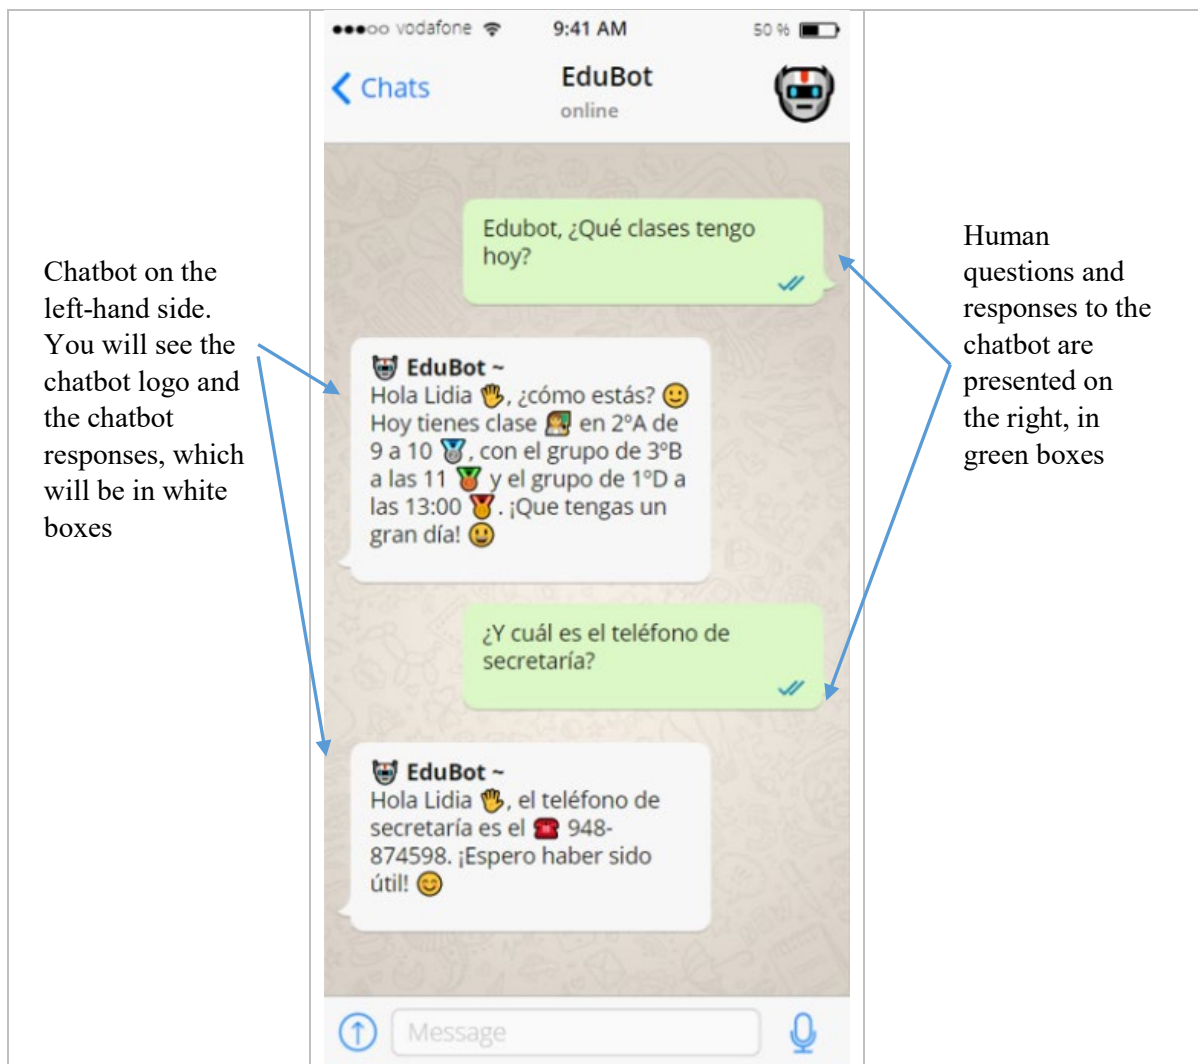 vodafone 9:41 AM 50 %
Chats
EduBot
online
Edubot, ¿Qué clases tengo
hoy?
EduBot ~
Hola Lidia 🖐, ¿cómo estás? 🙂
Hoy tienes clase 👩‍🏫 en 2ºA de
9 a 10 🥈, con el grupo de 3ºB
a las 11 🥉 y el grupo de 1ºD a
las 13:00 🥇. ¡Que tengas un
gran día! 😀
¿Y cuál es el teléfono de
secretaría?
EduBot ~
Hola Lidia 🖐, el teléfono de
secretaría es el ☎️ 948-
874598. ¡Espero haber sido
útil! 😊
Message
Chatbot on the
left-hand side.
You will see the
chatbot logo and
the chatbot
responses, which
will be in white
boxes
Human
questions and
responses to the
chatbot are
presented on
the right, in
green boxes